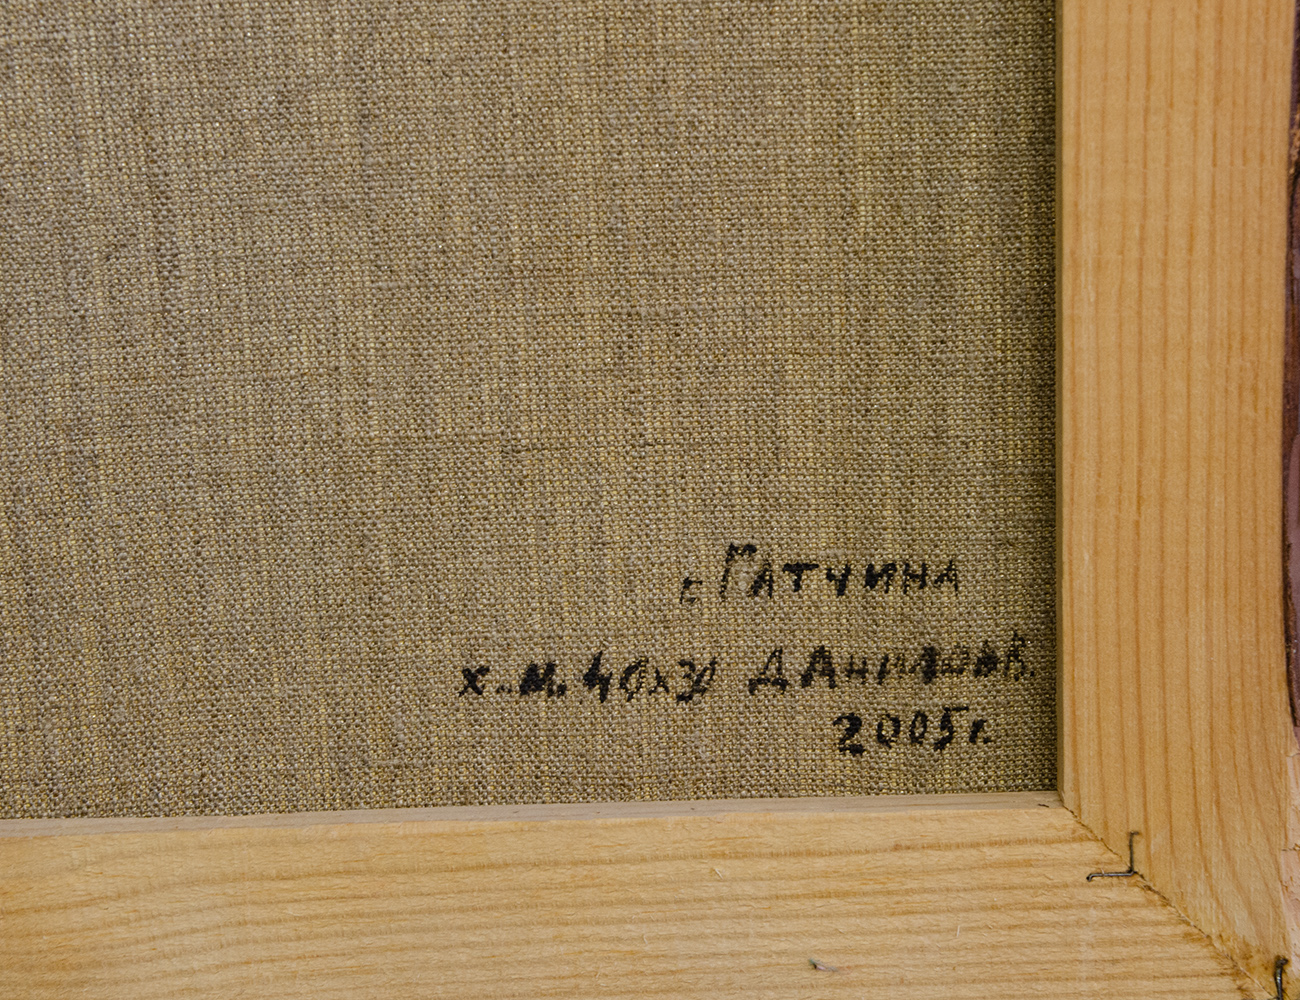 г Гатчина
х.м. 40х30 Данилов В.
2005г.